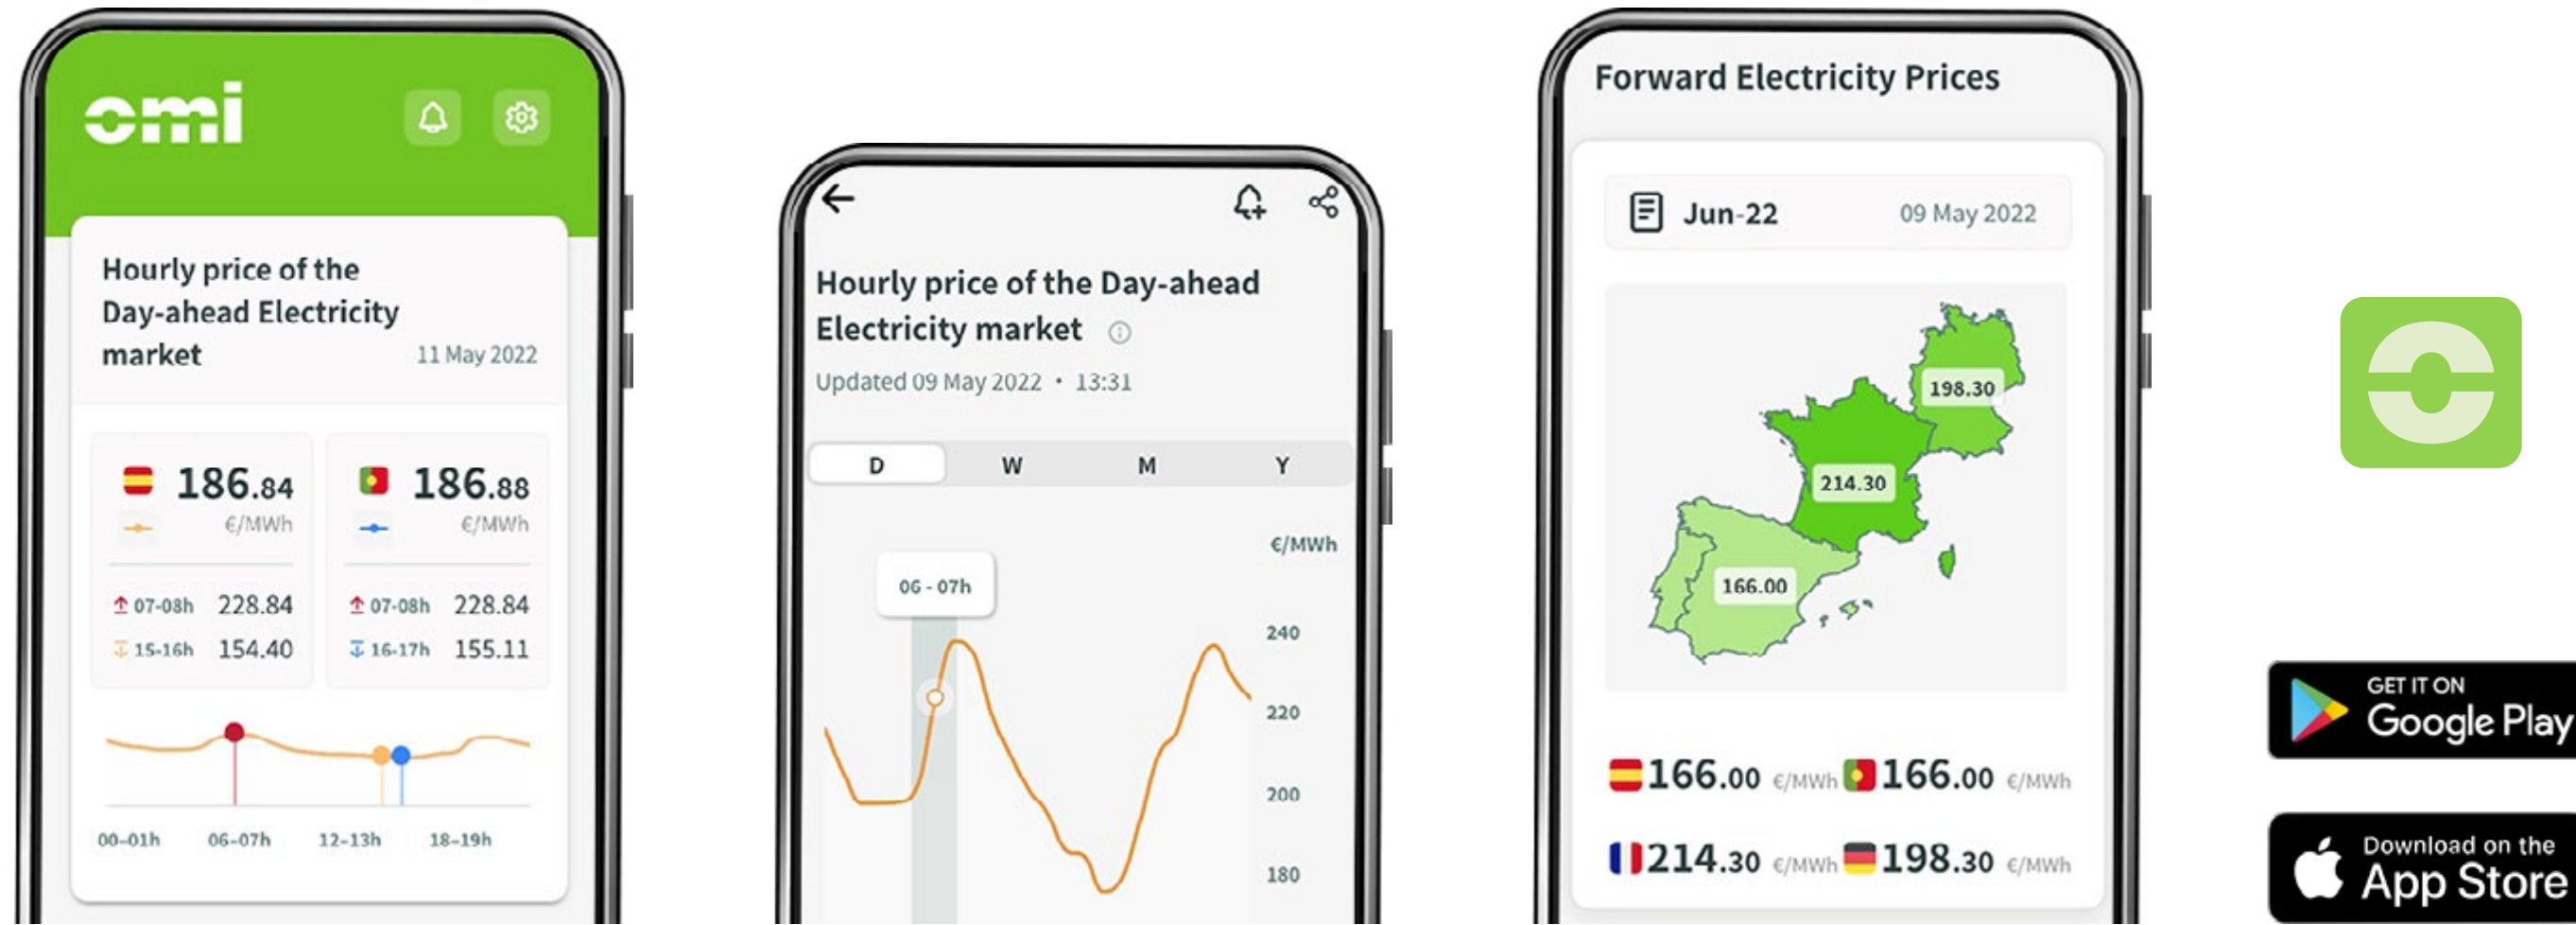 omi
Hourly price of the
Day-ahead Electricity
market 11 May 2022
186.84 186.88
€/MWh €/MWh
07-08h 228.84 07-08h 228.84
15-16h 154.40 16-17h 155.11
00-01h 06-07h 12-13h 18-19h
Hourly price of the Day-ahead
Electricity market
Updated 09 May 2022 • 13:31
D W M Y
€/MWh
06 - 07h
240
220
200
180
Forward Electricity Prices
Jun-22 09 May 2022
198.30
214.30
166.00
166.00 €/MWh 166.00 €/MWh
214.30 €/MWh 198.30 €/MWh
GET IT ON
Google Play
Download on the
App Store